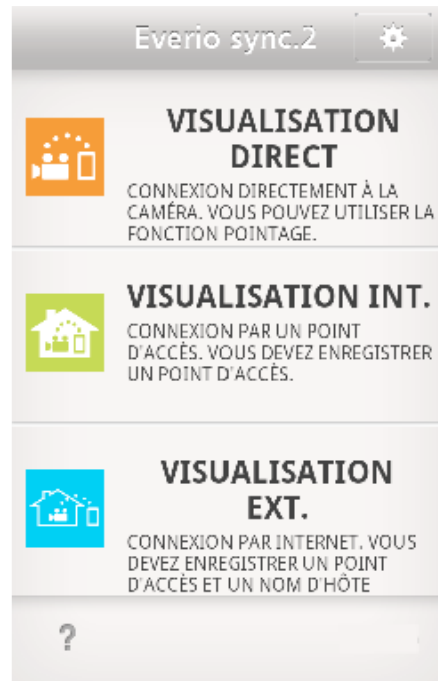 Everio sync.2
VISUALISATION
DIRECT
CONNEXION DIRECTEMENT À LA
CAMÉRA. VOUS POUVEZ UTILISER LA
FONCTION POINTAGE.
VISUALISATION INT.
CONNEXION PAR UN POINT
D'ACCÈS. VOUS DEVEZ ENREGISTRER
UN POINT D'ACCÈS.
VISUALISATION
EXT.
CONNEXION PAR INTERNET. VOUS
DEVEZ ENREGISTRER UN POINT
D'ACCÈS ET UN NOM D'HÔTE
?